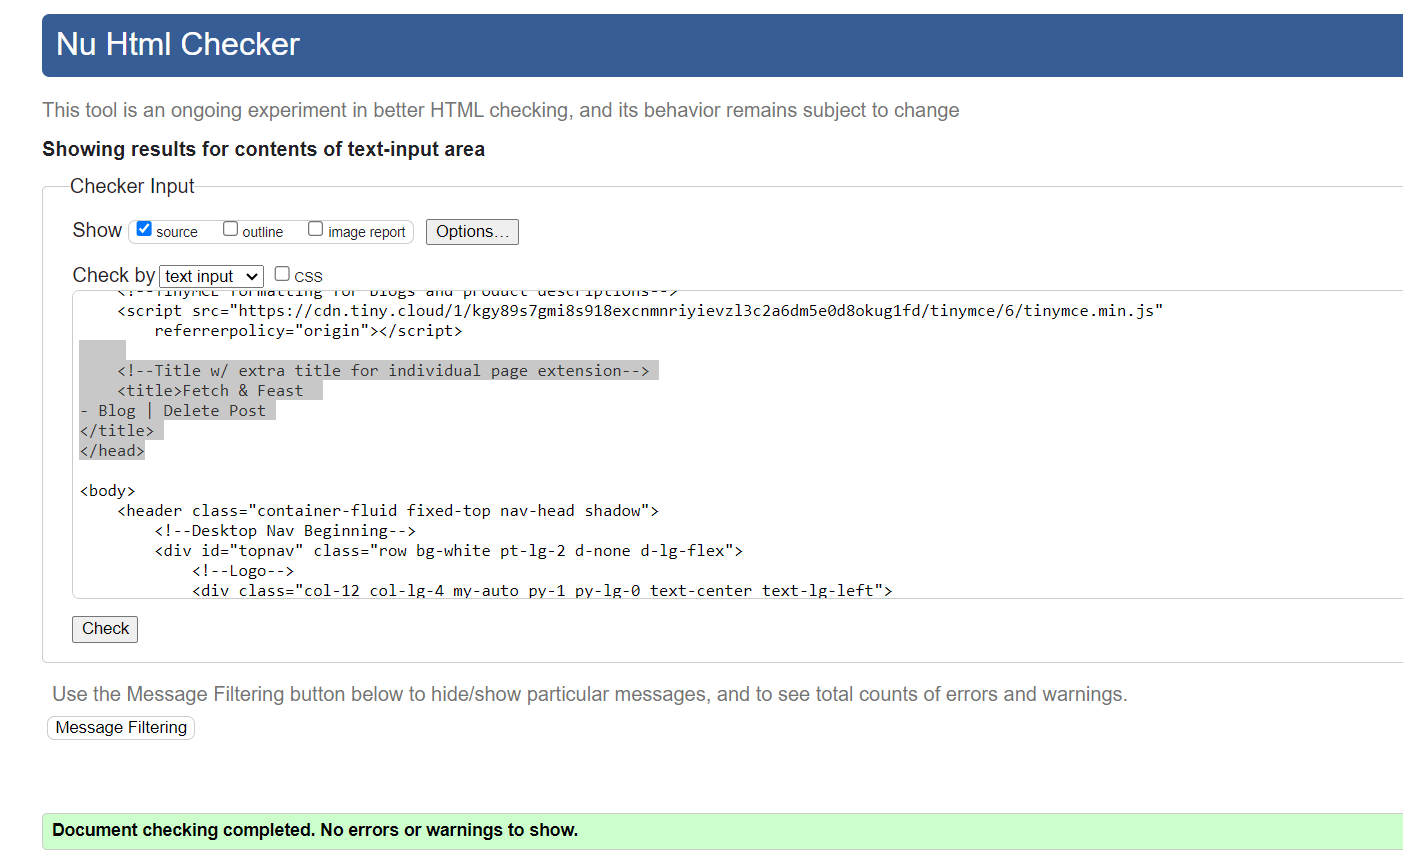 Nu Html Checker
This tool is an ongoing experiment in better HTML checking, and its behavior remains subject to change
Showing results for contents of text-input area
Checker Input
Show source outline image report Options...
Check by text input CSS
<!--TinyMCE formatting for blogs and product descriptions-->
<script src="https://cdn.tiny.cloud/1/kgy89s7gmi8s918excnmnriyievzl3c2a6dm5e0d8okug1fd/tinymce/6/tinymce.min.js"
referrerpolicy="origin"></script>
<!--Title w/ extra title for individual page extension-->
<title>Fetch & Feast
- Blog | Delete Post
</title>
</head>
<body>
<header class="container-fluid fixed-top nav-head shadow">
<!--Desktop Nav Beginning-->
<div id="topnav" class="row bg-white pt-lg-2 d-none d-lg-flex">
<!--Logo-->
<div class="col-12 col-lg-4 my-auto py-1 py-lg-0 text-center text-lg-left">
Check
Use the Message Filtering button below to hide/show particular messages, and to see total counts of errors and warnings.
Message Filtering
Document checking completed. No errors or warnings to show.